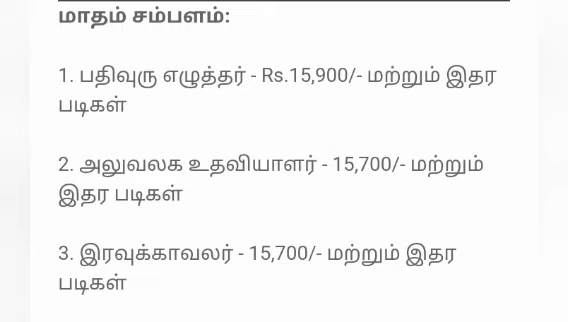 மாதம் சம்பளம்:
1. பதிவுரு எழுத்தர் - Rs.15,900/- மற்றும் இதர
படிகள்
2. அலுவலக உதவியாளர் - 15,700/- மற்றும்
இதர படிகள்
3. இரவுக்காவலர் - 15,700/- மற்றும் இதர
படிகள்